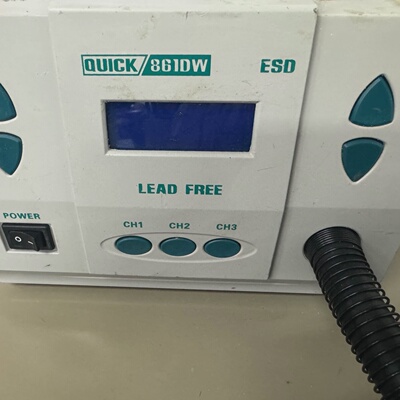 QUICK/861DW ESD
LEAD FREE
POWER
CH1 CH2 CH3